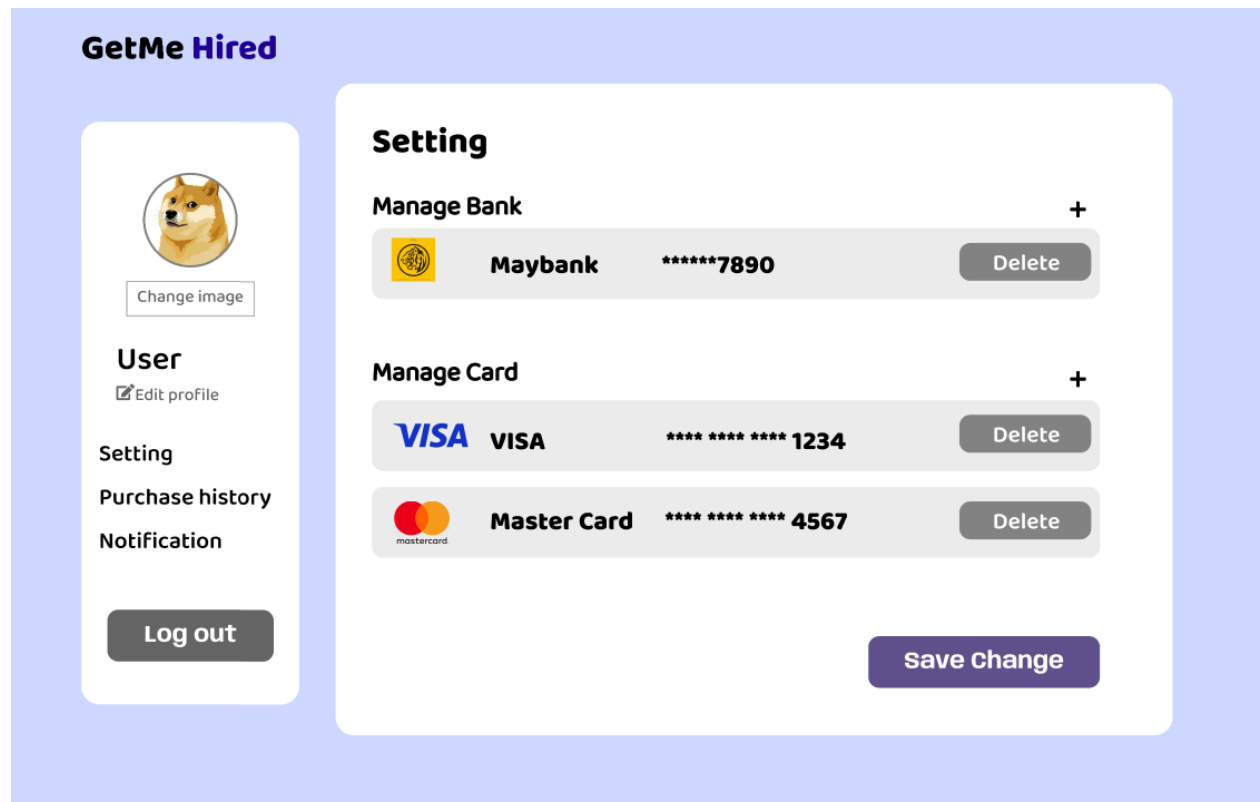 GetMe Hired
Change image
User
Edit profile
Setting
Purchase history
Notification
Log out
Setting
Manage Bank +
Maybank ******7890 Delete
Manage Card +
VISA VISA **** **** **** 1234 Delete
mastercard Master Card **** **** **** 4567 Delete
Save Change